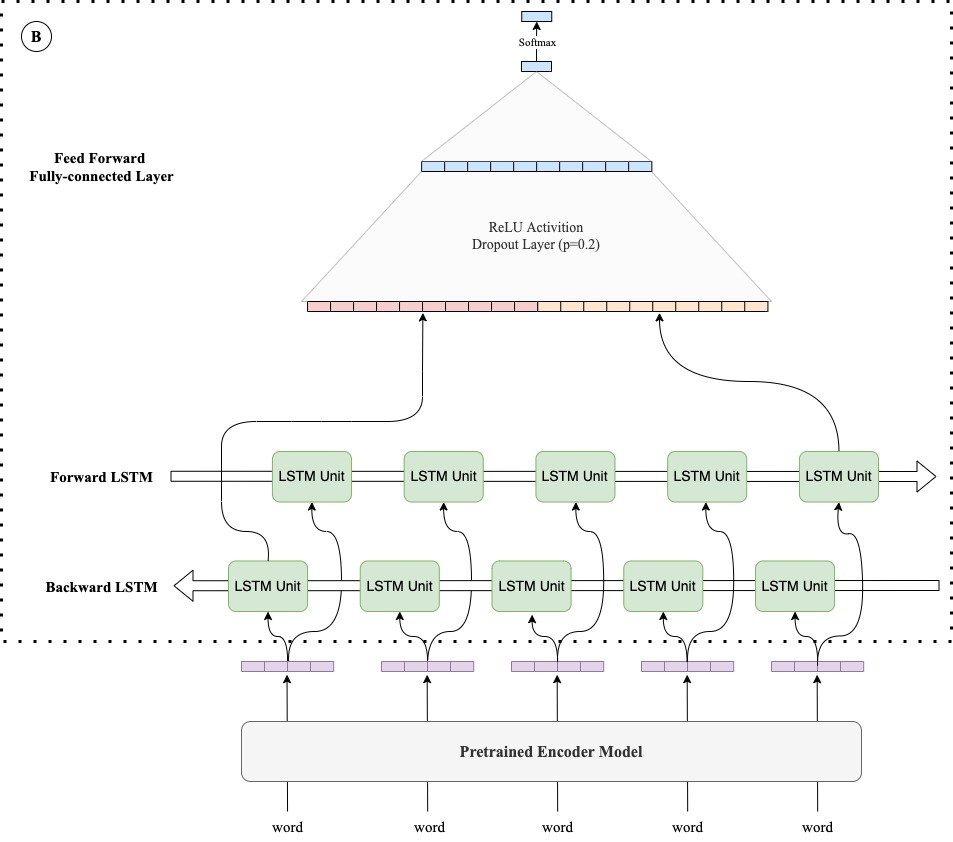 B
Softmax
Feed Forward
Fully-connected Layer
ReLU Activition
Dropout Layer (p=0.2)
Forward LSTM
LSTM Unit
LSTM Unit
LSTM Unit
LSTM Unit
LSTM Unit
Backward LSTM
LSTM Unit
LSTM Unit
LSTM Unit
LSTM Unit
LSTM Unit
Pretrained Encoder Model
word
word
word
word
word